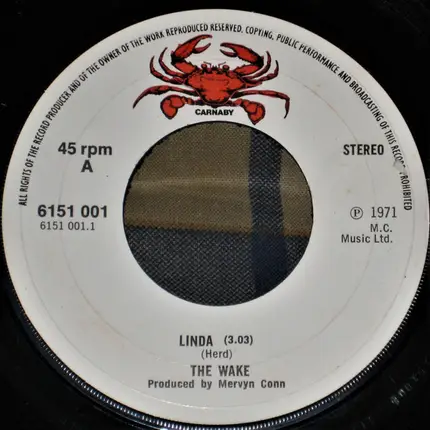 ALL RIGHTS OF THE RECORD PRODUCER AND OF THE OWNER OF THE WORK REPRODUCED RESERVED. COPYING, PUBLIC PERFORMANCE AND BROADCASTING OF THIS RECORD PROHIBITED
CARNABY
45 rpm
A
STEREO
6151 001
6151 001.1
℗ 1971
M.C.
Music Ltd.
LINDA (3.03)
(Herd)
THE WAKE
Produced by Mervyn Conn